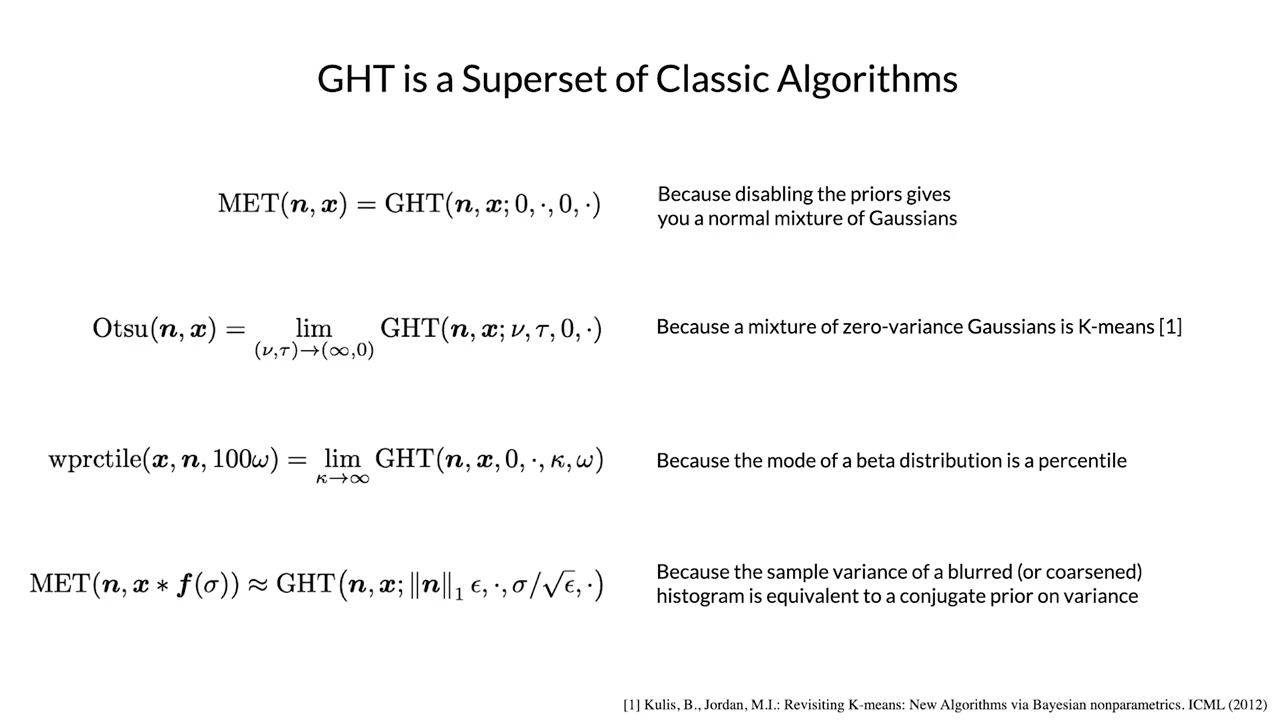 GHT is a Superset of Classic Algorithms
MET(n, x) = GHT(n, x; 0, ·, 0, ·)
Because disabling the priors gives
you a normal mixture of Gaussians
Otsu(n, x) = lim GHT(n, x; ν, τ, 0, ·)
(ν,τ)→(∞,0)
Because a mixture of zero-variance Gaussians is K-means [1]
wprctile(x, n, 100ω) = lim GHT(n, x, 0, ·, κ, ω)
κ→∞
Because the mode of a beta distribution is a percentile
MET(n, x ∗ f(σ)) ≈ GHT(n, x; ‖n‖₁ ϵ, ·, σ/√ϵ, ·)
Because the sample variance of a blurred (or coarsened)
histogram is equivalent to a conjugate prior on variance
[1] Kulis, B., Jordan, M.I.: Revisiting K-means: New Algorithms via Bayesian nonparametrics. ICML (2012)